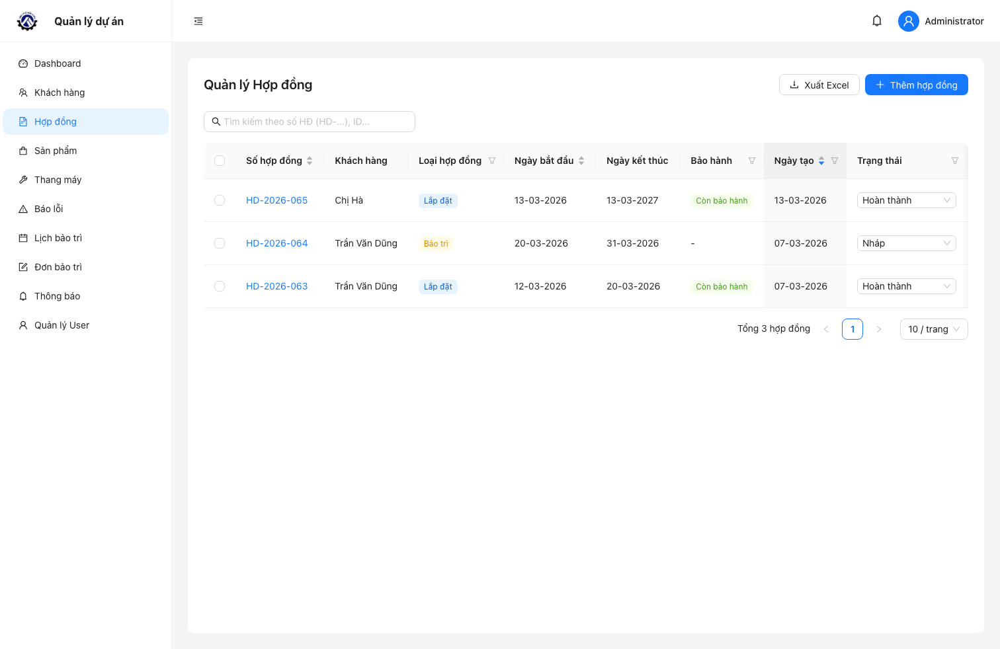 Quản lý dự án
Administrator
Dashboard
Khách hàng
Hợp đồng
Sản phẩm
Thang máy
Báo lỗi
Lịch bảo trì
Đơn bảo trì
Thông báo
Quản lý User
Quản lý Hợp đồng
Xuất Excel
Thêm hợp đồng
Tìm kiếm theo số HĐ (HD-...), ID...
Số hợp đồng Khách hàng Loại hợp đồng Ngày bắt đầu Ngày kết thúc Bảo hành Ngày tạo Trạng thái
HD-2026-065 Chị Hà Lắp đặt 13-03-2026 13-03-2027 Còn bảo hành 13-03-2026 Hoàn thành
HD-2026-064 Trần Văn Dũng Bảo trì 20-03-2026 31-03-2026 - 07-03-2026 Nháp
HD-2026-063 Trần Văn Dũng Lắp đặt 12-03-2026 20-03-2026 Còn bảo hành 07-03-2026 Hoàn thành
Tổng 3 hợp đồng 1 10 / trang